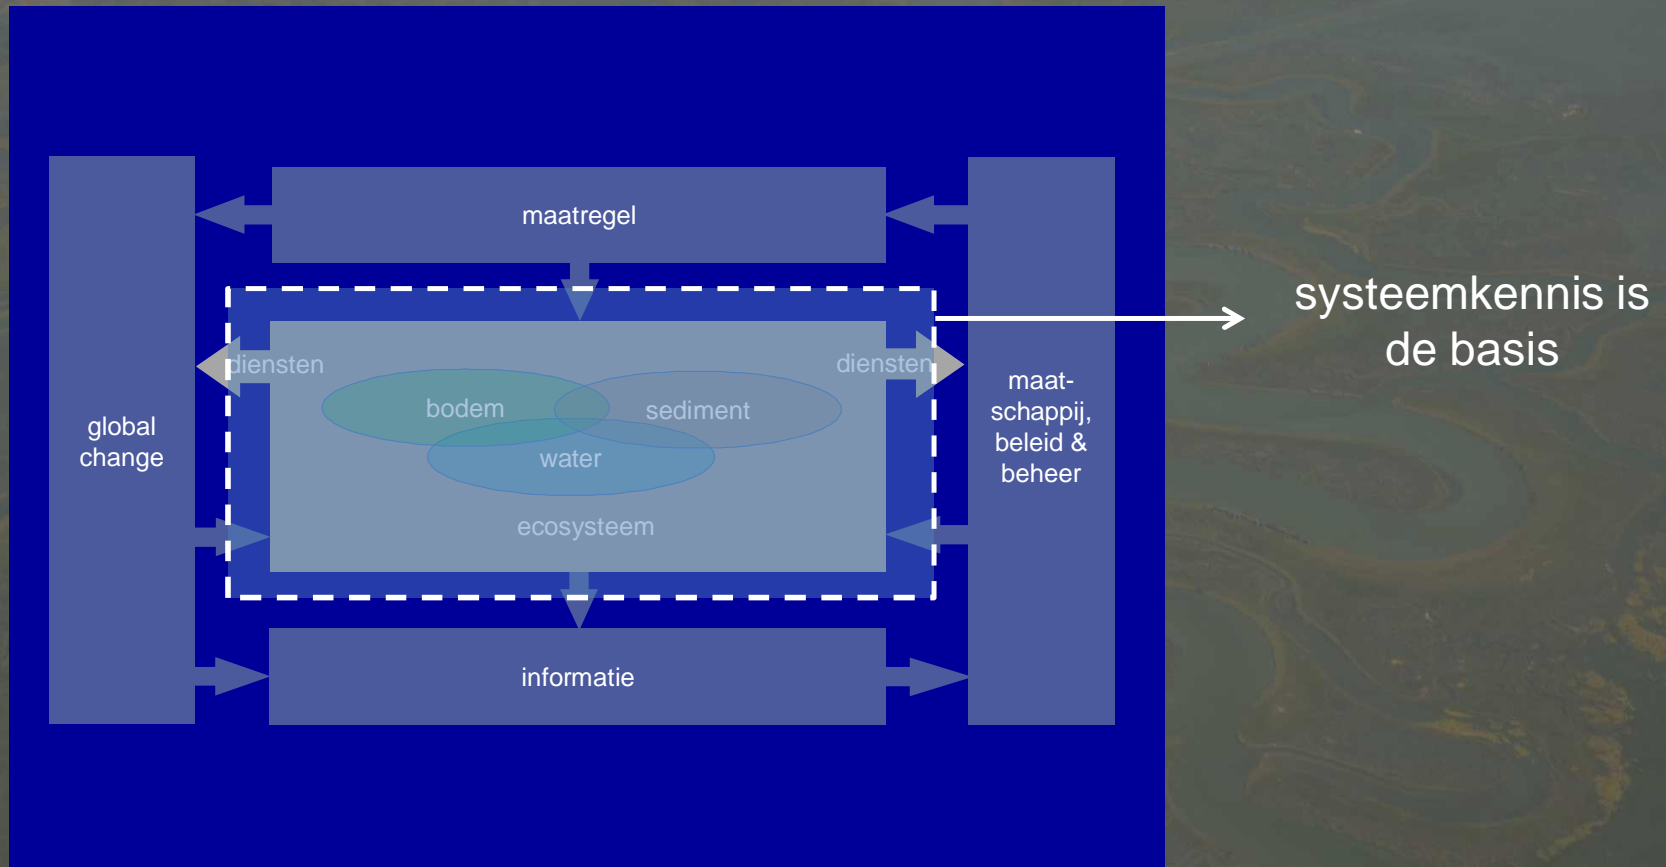 maatregel
systeemkennis is
de basis
diensten
diensten
maat-
schappij,
beleid &
beheer
global
change
bodem
sediment
water
ecosysteem
informatie